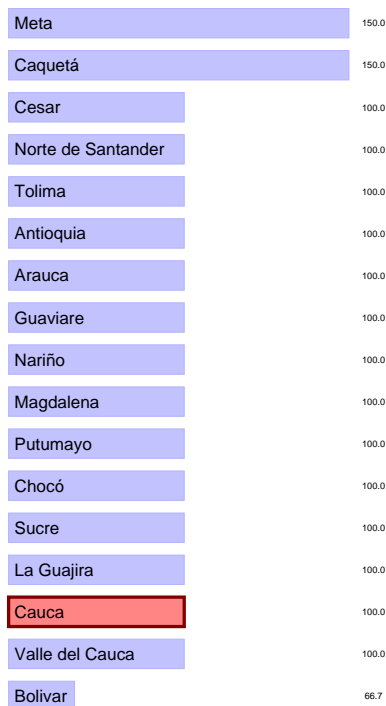 Meta 150.0
Caquetá 150.0
Cesar 100.0
Norte de Santander 100.0
Tolima 100.0
Antioquia 100.0
Arauca 100.0
Guaviare 100.0
Nariño 100.0
Magdalena 100.0
Putumayo 100.0
Chocó 100.0
Sucre 100.0
La Guajira 100.0
Cauca 100.0
Valle del Cauca 100.0
Bolivar 66.7